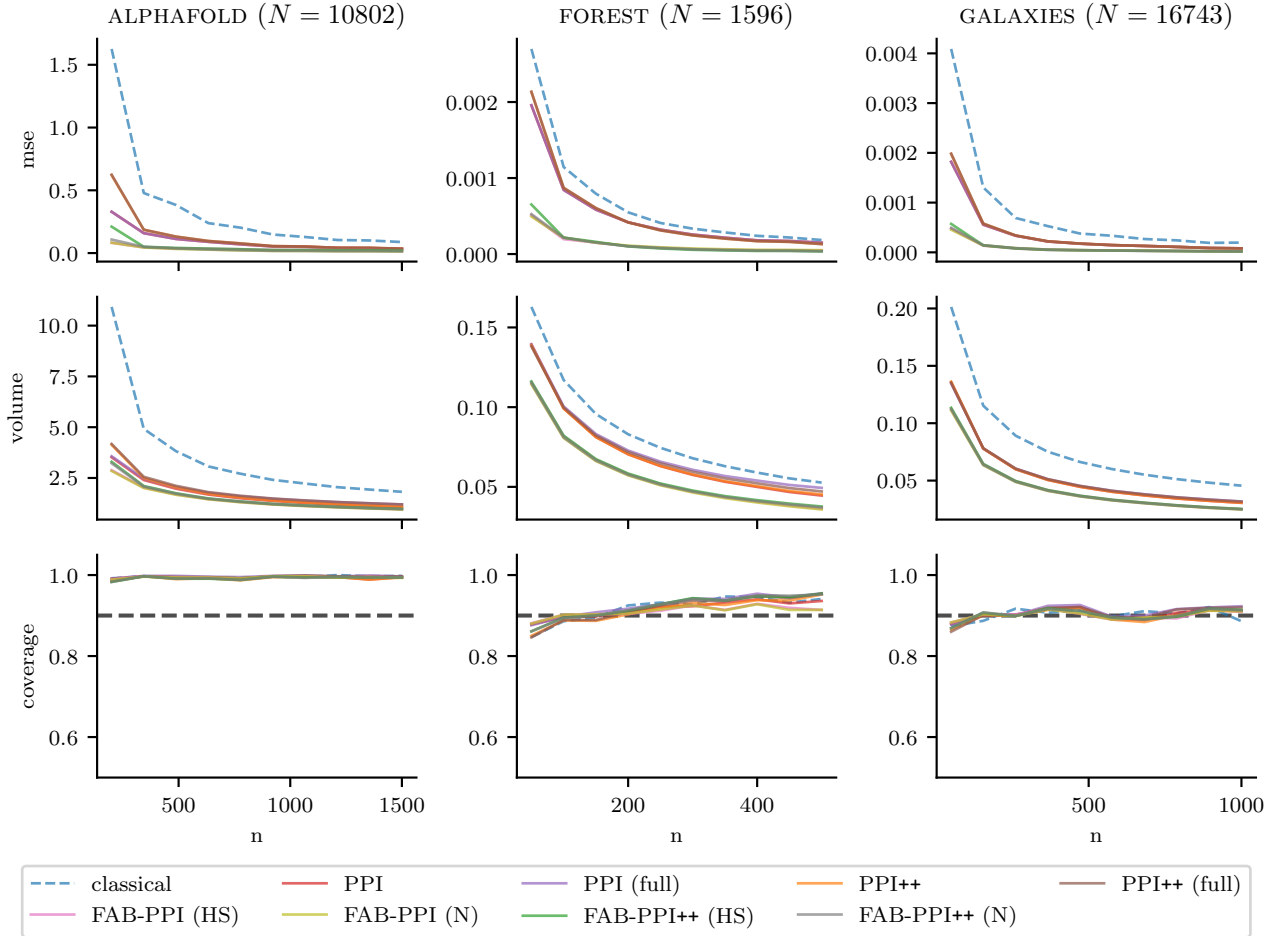 ALPHAFOLD (N = 10802)
FOREST (N = 1596)
GALAXIES (N = 16743)
mse
1.5
1.0
0.5
0.0
0.002
0.001
0.000
0.004
0.003
0.002
0.001
0.000
volume
10.0
7.5
5.0
2.5
0.15
0.10
0.05
0.20
0.15
0.10
0.05
coverage
1.0
0.8
0.6
1.0
0.8
0.6
1.0
0.8
0.6
500 1000 1500
200 400
500 1000
n
n
n
classical PPI PPI (full) PPI++ PPI++ (full)
FAB-PPI (HS) FAB-PPI (N) FAB-PPI++ (HS) FAB-PPI++ (N)